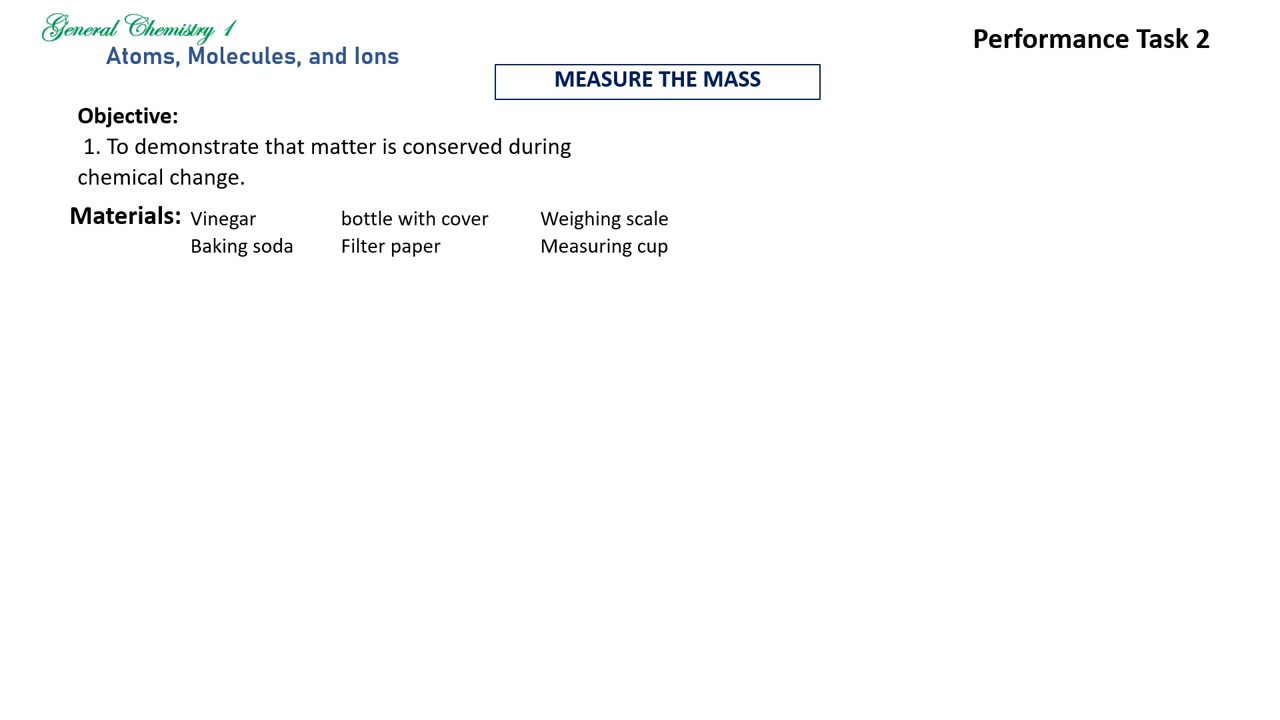 General Chemistry 1
Atoms, Molecules, and Ions
Performance Task 2
MEASURE THE MASS
Objective:
1. To demonstrate that matter is conserved during
chemical change.
Materials: Vinegar bottle with cover Weighing scale
Baking soda Filter paper Measuring cup